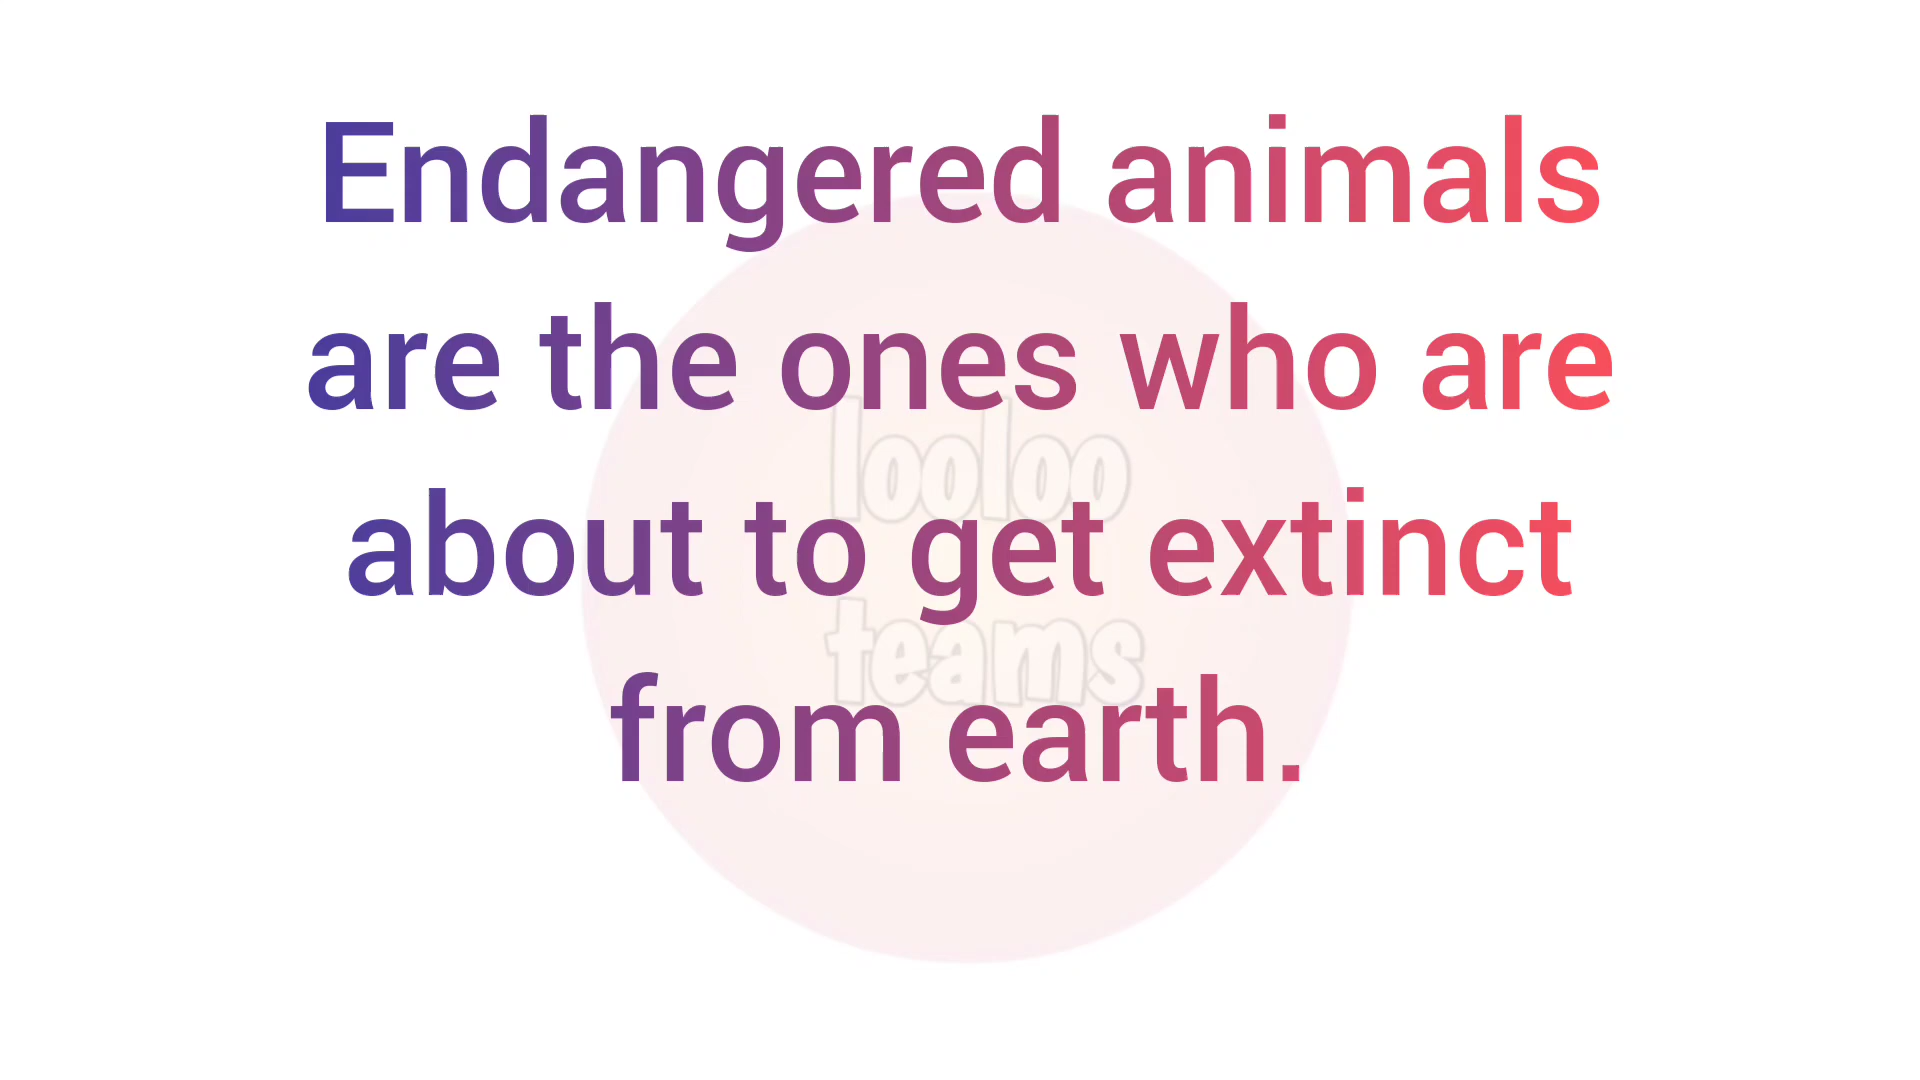 Endangered animals
are the ones who are
about to get extinct
from earth.
looloo
teams